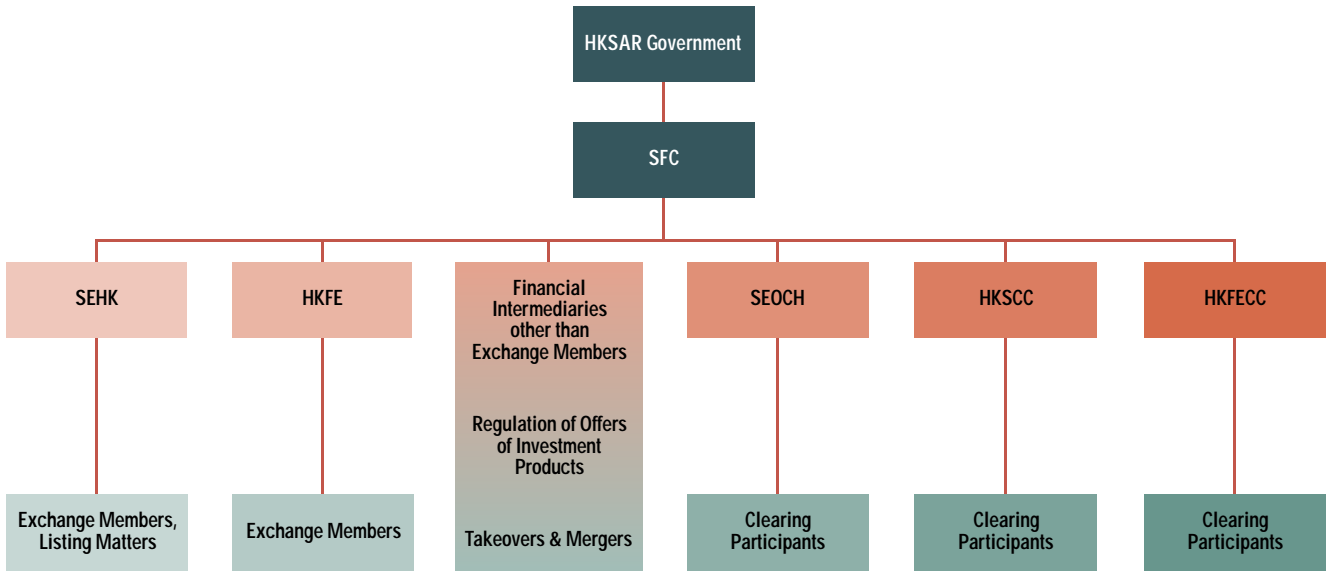 HKSAR Government
SFC
SEHK
HKFE
Financial
Intermediaries
other than
Exchange Members
Regulation of Offers
of Investment
Products
Takeovers & Mergers
SEOCH
HKSCC
HKFECC
Exchange Members,
Listing Matters
Exchange Members
Clearing
Participants
Clearing
Participants
Clearing
Participants